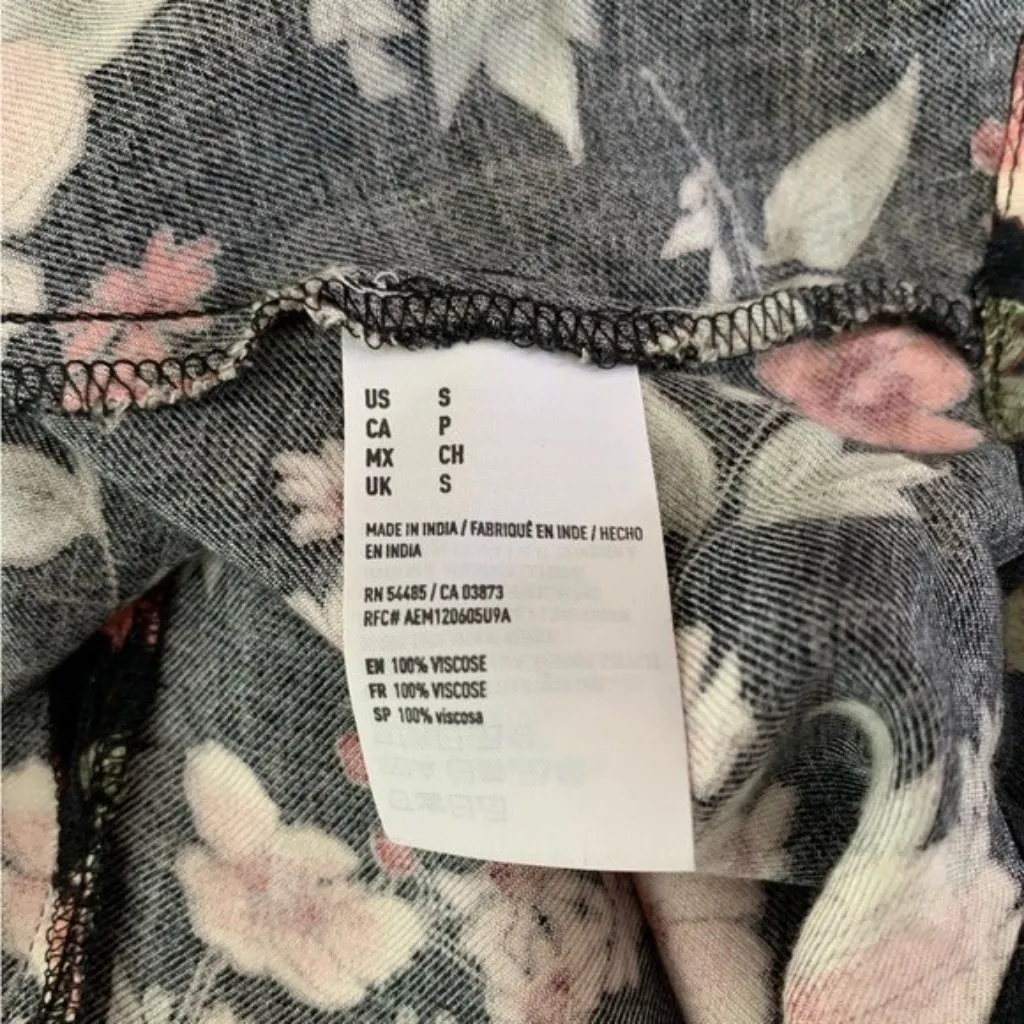 US S
CA P
MX CH
UK S
MADE IN INDIA / FABRIQUÊ EN INDE / HECHO
EN INDIA
RN 54485 / CA 03873
RFC# AEM120605U9A
EN 100% VISCOSE
FR 100% VISCOSE
SP 100% viscosa